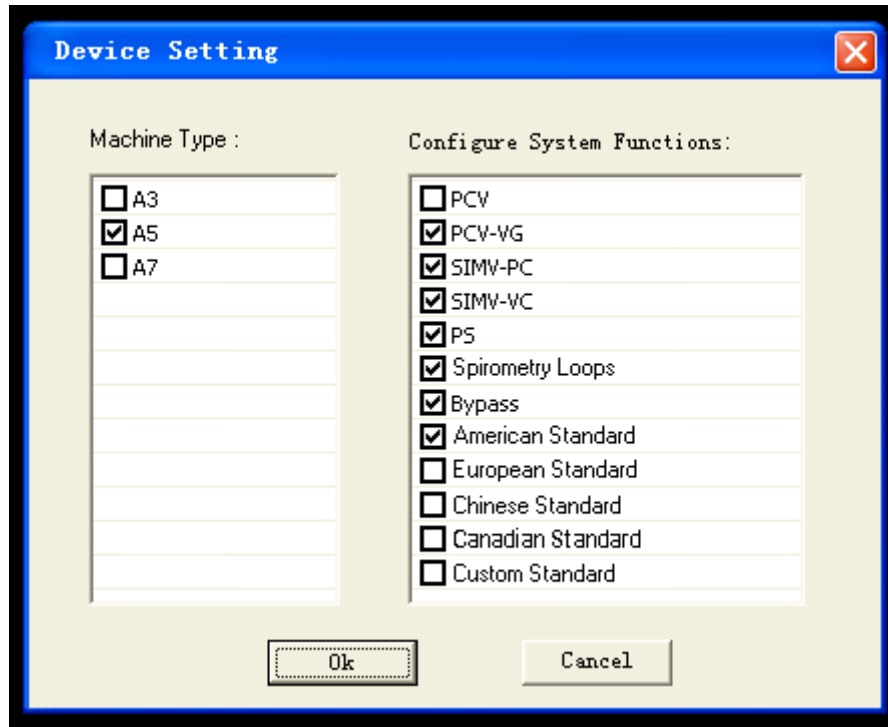 Device Setting
Machine Type :
A3
A5
A7
Configure System Functions:
PCV
PCV-VG
SIMV-PC
SIMV-VC
PS
Spirometry Loops
Bypass
American Standard
European Standard
Chinese Standard
Canadian Standard
Custom Standard
Ok
Cancel